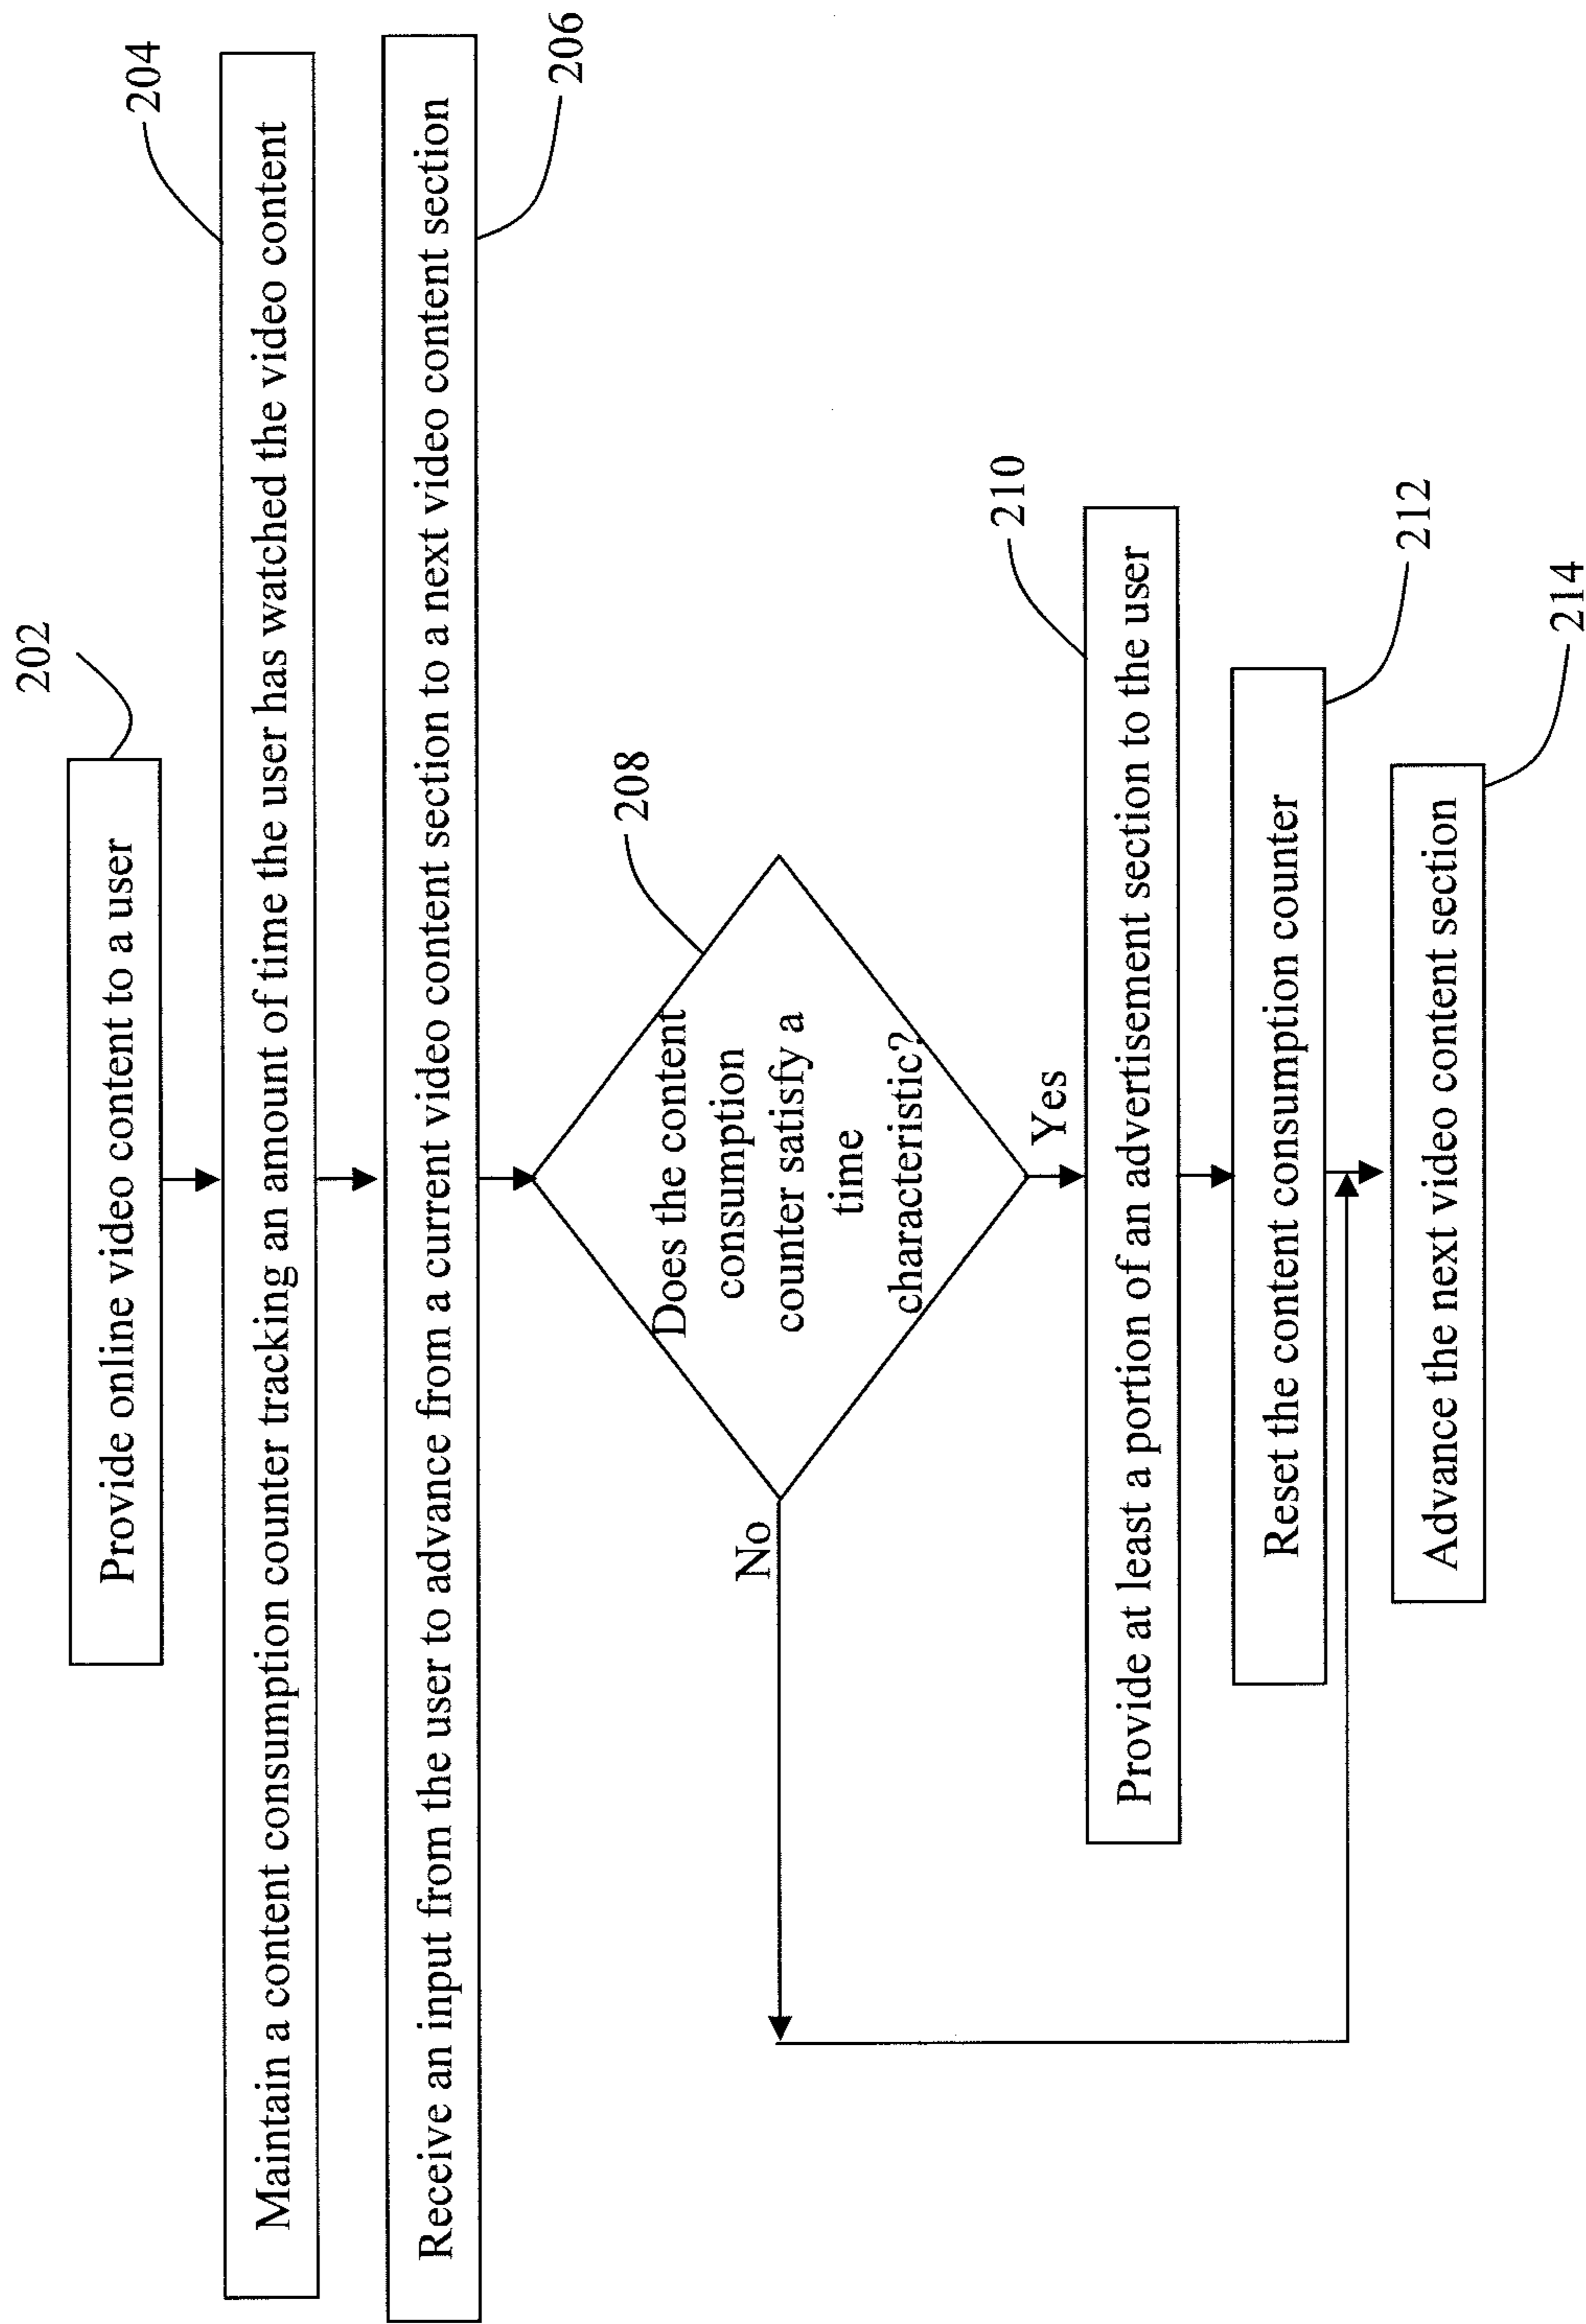 202
Provide online video content to a user
204
Maintain a content consumption counter tracking an amount of time the user has watched the video content
206
Receive an input from the user to advance from a current video content section to a next video content section
208
Does the content
consumption
counter satisfy a
time
characteristic?
No
Yes
210
Provide at least a portion of an advertisement section to the user
212
Reset the content consumption counter
214
Advance the next video content section